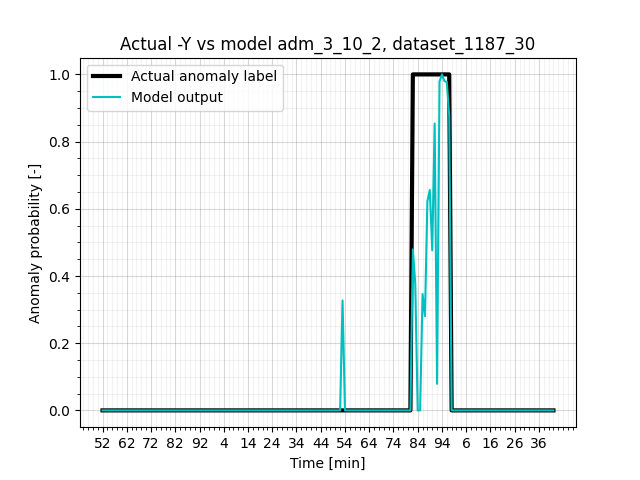 Actual -Y vs model adm_3_10_2, dataset_1187_30
Actual anomaly label
Model output
Anomaly probability [-]
1.0
0.8
0.6
0.4
0.2
0.0
52 62 72 82 92 4 14 24 34 44 54 64 74 84 94 6 16 26 36
Time [min]